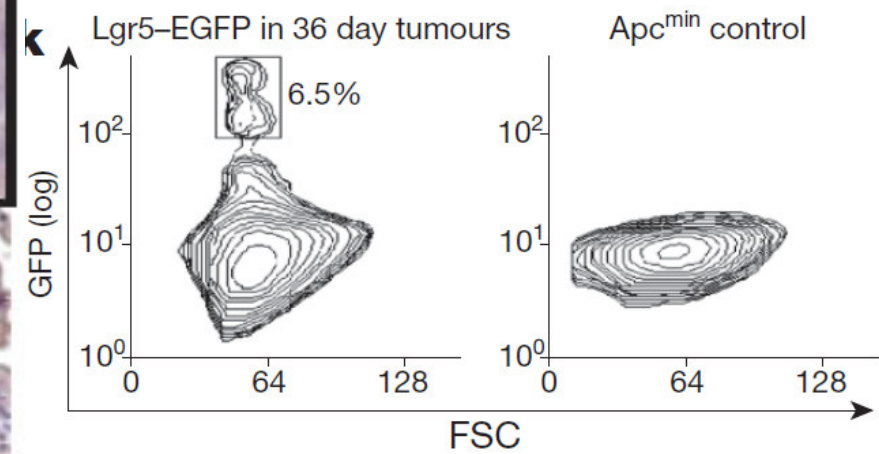 k
Lgr5–EGFP in 36 day tumours
Apcmin control
6.5%
GFP (log)
10²
10¹
10⁰
0 64 128
10²
10¹
10⁰
0 64 128
FSC